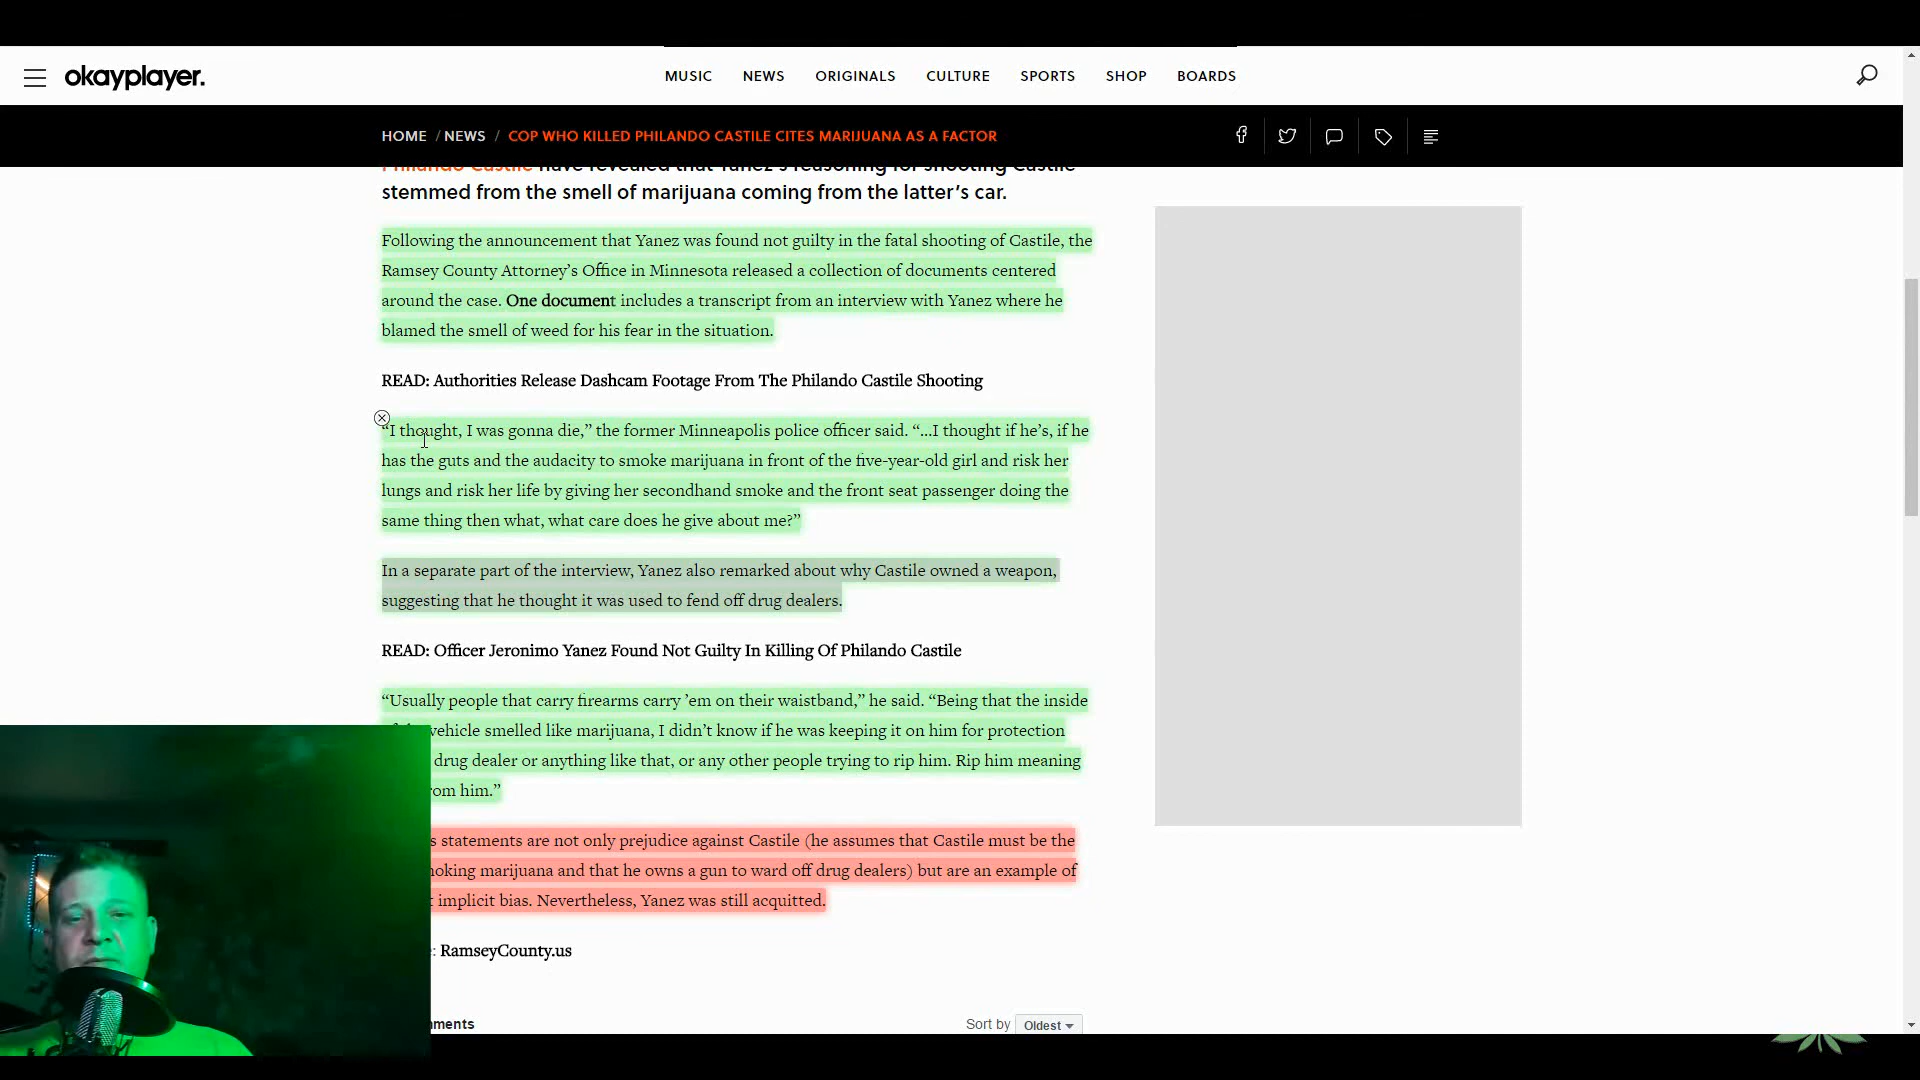 okayplayer.
MUSIC NEWS ORIGINALS CULTURE SPORTS SHOP BOARDS
HOME / NEWS / COP WHO KILLED PHILANDO CASTILE CITES MARIJUANA AS A FACTOR
Philando Castile have revealed that Yanez's reasoning for shooting Castile
stemmed from the smell of marijuana coming from the latter's car.
Following the announcement that Yanez was found not guilty in the fatal shooting of Castile, the
Ramsey County Attorney's Office in Minnesota released a collection of documents centered
around the case. One document includes a transcript from an interview with Yanez where he
blamed the smell of weed for his fear in the situation.
READ: Authorities Release Dashcam Footage From The Philando Castile Shooting
“I thought, I was gonna die,” the former Minneapolis police officer said. “...I thought if he’s, if he
has the guts and the audacity to smoke marijuana in front of the five-year-old girl and risk her
lungs and risk her life by giving her secondhand smoke and the front seat passenger doing the
same thing then what, what care does he give about me?”
In a separate part of the interview, Yanez also remarked about why Castile owned a weapon,
suggesting that he thought it was used to fend off drug dealers.
READ: Officer Jeronimo Yanez Found Not Guilty In Killing Of Philando Castile
“Usually people that carry firearms carry ’em on their waistband,” he said. “Being that the inside
vehicle smelled like marijuana, I didn’t know if he was keeping it on him for protection
drug dealer or anything like that, or any other people trying to rip him. Rip him meaning
him.”
statements are not only prejudice against Castile (he assumes that Castile must be the
marijuana and that he owns a gun to ward off drug dealers) but are an example of
implicit bias. Nevertheless, Yanez was still acquitted.
RamseyCounty.us
Sort by Oldest